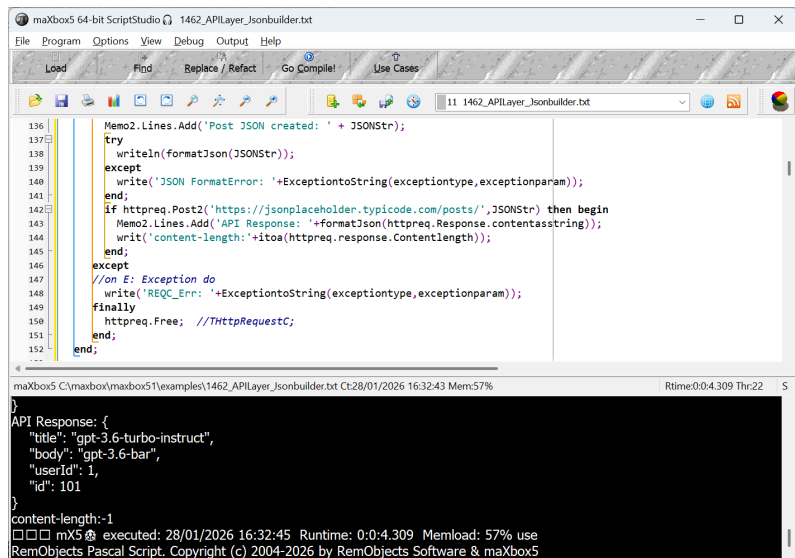 maXbox5 64-bit ScriptStudio 1462_APILayer_Jsonbuilder.txt
File Program Options View Debug Output Help
Load Find Replace / Refact Go Compile! Use Cases
11 1462_APILayer_Jsonbuilder.txt
136 Memo2.Lines.Add('Post JSON created: ' + JSONStr);
137 try
138 writeln(formatJson(JSONStr));
139 except
140 write('JSON FormatError: '+ExceptiontoString(exceptiontype,exceptionparam));
141 end;
142 if httpreq.Post2('https://jsonplaceholder.typicode.com/posts/',JSONStr) then begin
143 Memo2.Lines.Add('API Response: '+formatJson(httpreq.Response.contentasstring));
144 writ('content-length:'+itoa(httpreq.response.Contentlength));
145 end;
146 except
147 //on E: Exception do
148 write('REQC_Err: '+ExceptiontoString(exceptiontype,exceptionparam));
149 finally
150 httpreq.Free; //THttpRequestC;
151 end;
152 end;
maXbox5 C:\maxbox\maxbox51\examples\1462_APILayer_Jsonbuilder.txt Ct:28/01/2026 16:32:43 Mem:57% Rtime:0:0:4.309 Thr:22 S
}
API Response: {
"title": "gpt-3.6-turbo-instruct",
"body": "gpt-3.6-bar",
"userId": 1,
"id": 101
}
content-length:-1
mX5 executed: 28/01/2026 16:32:45 Runtime: 0:0:4.309 Memload: 57% use
RemObjects Pascal Script. Copyright (c) 2004-2026 by RemObjects Software & maXbox5